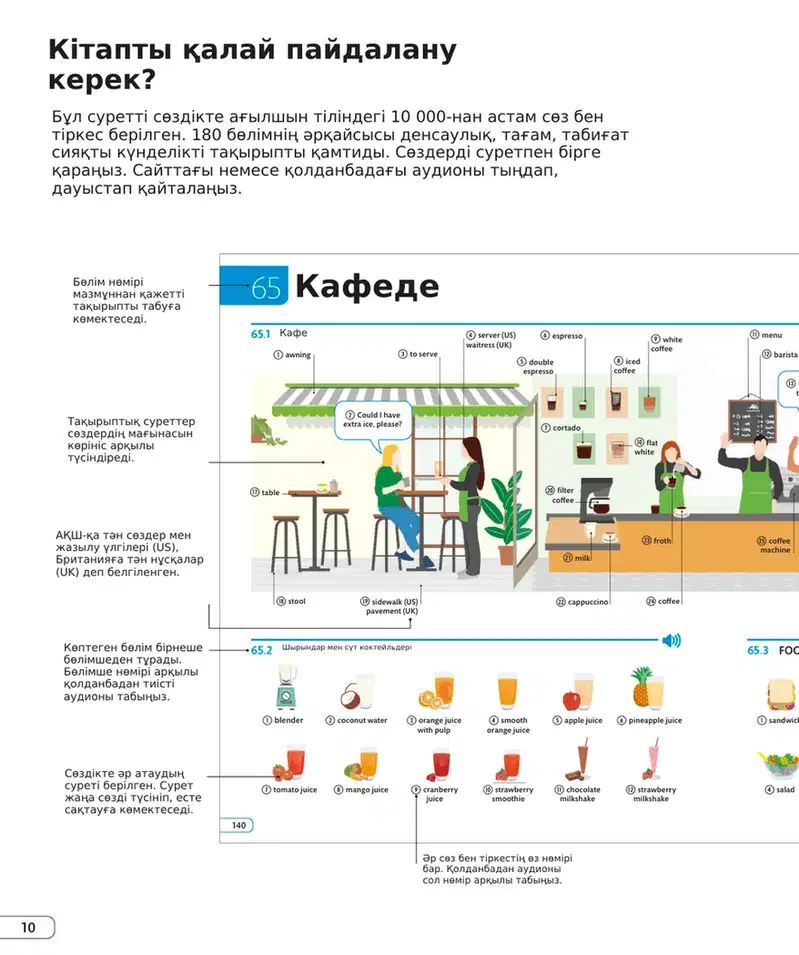 Кітапты қалай пайдалану
керек?
Бұл суретті сөздікте ағылшын тіліндегі 10 000-нан астам сөз бен
тіркес берілген. 180 бөлімнің әрқайсысы денсаулық, тағам, табиғат
сияқты күнделікті тақырыпты қамтиды. Сөздерді суретпен бірге
қараңыз. Сайттағы немесе қолданбадағы аудионы тыңдап,
дауыстап қайталаңыз.
Бөлім нөмірі
мазмұннан қажетті
тақырыпты табуға
көмектеседі.
Тақырыптық суреттер
сөздердің мағынасын
көрініс арқылы
түсіндіреді.
АҚШ-қа тән сөздер мен
жазылу үлгілері (US),
Британияға тән нұсқалар
(UK) деп белгіленген.
Көптеген бөлім бірнеше
бөлімшеден тұрады.
Бөлімше нөмірі арқылы
қолданбадан тиісті
аудионы табыңыз.
Сөздікте әр атаудың
суреті берілген. Сурет
жаңа сөзді түсініп, есте
сақтауға көмектеседі.
65 Кафеде
65.1 Кафе
① awning
③ to serve
④ server (US)
waitress (UK)
⑥ espresso
⑤ double
espresso
⑧ iced
coffee
⑨ white
coffee
⑪ menu
⑫ barista
⑬
② Could I have
extra ice, please?
⑦ cortado
⑩ flat
white
⑰ table
⑳ filter
coffee
㉑ milk
㉓ froth
㉕ coffee
machine
⑱ stool
⑲ sidewalk (US)
pavement (UK)
㉒ cappuccino
㉔ coffee
65.2 Шырындар мен сүт коктейльдері
① blender
② coconut water
③ orange juice
with pulp
④ smooth
orange juice
⑤ apple juice
⑥ pineapple juice
⑦ tomato juice
⑧ mango juice
⑨ cranberry
juice
⑩ strawberry
smoothie
⑪ chocolate
milkshake
⑫ strawberry
milkshake
65.3 FOO
① sandwich
④ salad
140
Әр сөз бен тіркестің өз нөмірі
бар. Қолданбадан аудионы
сол нөмір арқылы табыңыз.
10